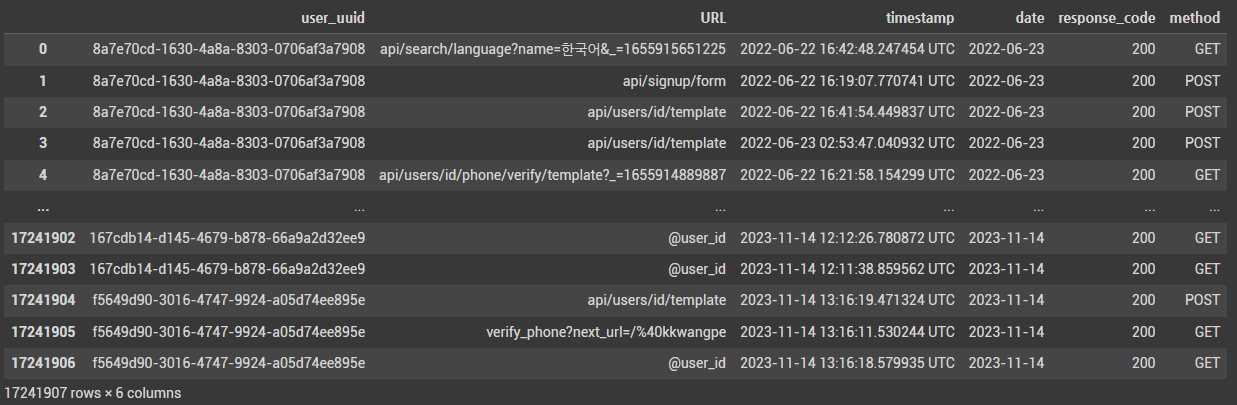 user_uuid URL timestamp date response_code method
0 8a7e70cd-1630-4a8a-8303-0706af3a7908 api/search/language?name=한국어&_=1655915651225 2022-06-22 16:42:48.247454 UTC 2022-06-23 200 GET
1 8a7e70cd-1630-4a8a-8303-0706af3a7908 api/signup/form 2022-06-22 16:19:07.770741 UTC 2022-06-23 200 POST
2 8a7e70cd-1630-4a8a-8303-0706af3a7908 api/users/id/template 2022-06-22 16:41:54.449837 UTC 2022-06-23 200 POST
3 8a7e70cd-1630-4a8a-8303-0706af3a7908 api/users/id/template 2022-06-23 02:53:47.040932 UTC 2022-06-23 200 POST
4 8a7e70cd-1630-4a8a-8303-0706af3a7908 api/users/id/phone/verify/template?_=1655914889887 2022-06-22 16:21:58.154299 UTC 2022-06-23 200 GET
... ... ... ... ... ... ...
17241902 167cdb14-d145-4679-b878-66a9a2d32ee9 @user_id 2023-11-14 12:12:26.780872 UTC 2023-11-14 200 GET
17241903 167cdb14-d145-4679-b878-66a9a2d32ee9 @user_id 2023-11-14 12:11:38.859562 UTC 2023-11-14 200 GET
17241904 f5649d90-3016-4747-9924-a05d74ee895e api/users/id/template 2023-11-14 13:16:19.471324 UTC 2023-11-14 200 POST
17241905 f5649d90-3016-4747-9924-a05d74ee895e verify_phone?next_url=/%40kkwangpe 2023-11-14 13:16:11.530244 UTC 2023-11-14 200 GET
17241906 f5649d90-3016-4747-9924-a05d74ee895e @user_id 2023-11-14 13:16:18.579935 UTC 2023-11-14 200 GET
17241907 rows × 6 columns